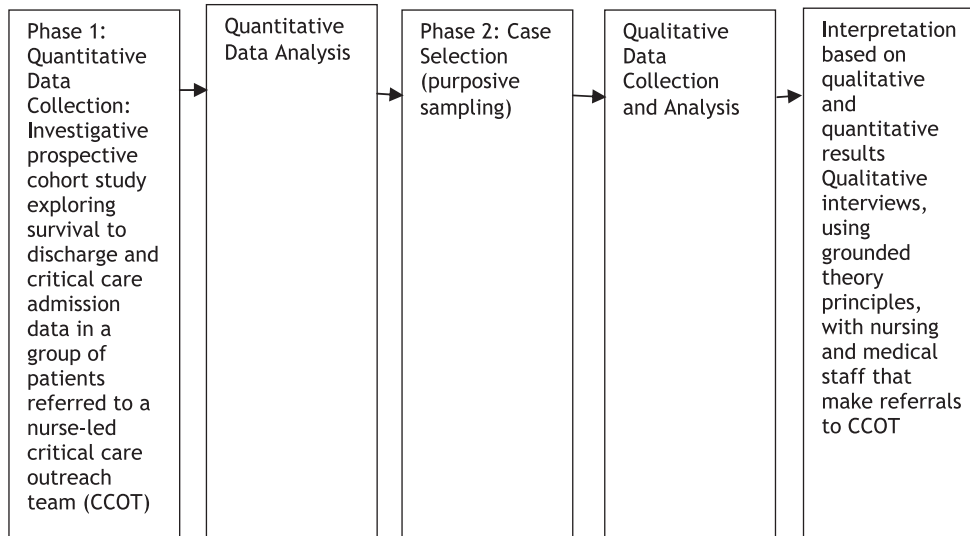 Phase 1:
Quantitative
Data
Collection:
Investigative
prospective
cohort study
exploring
survival to
discharge and
critical care
admission
data in a
group of
patients
referred to a
nurse-led
critical care
outreach
team (CCOT)
Quantitative
Data Analysis
Phase 2: Case
Selection
(purposive
sampling)
Qualitative
Data
Collection
and Analysis
Interpretation
based on
qualitative
and
quantitative
results
Qualitative
interviews,
using
grounded
theory
principles,
with nursing
and medical
staff that
make referrals
to CCOT